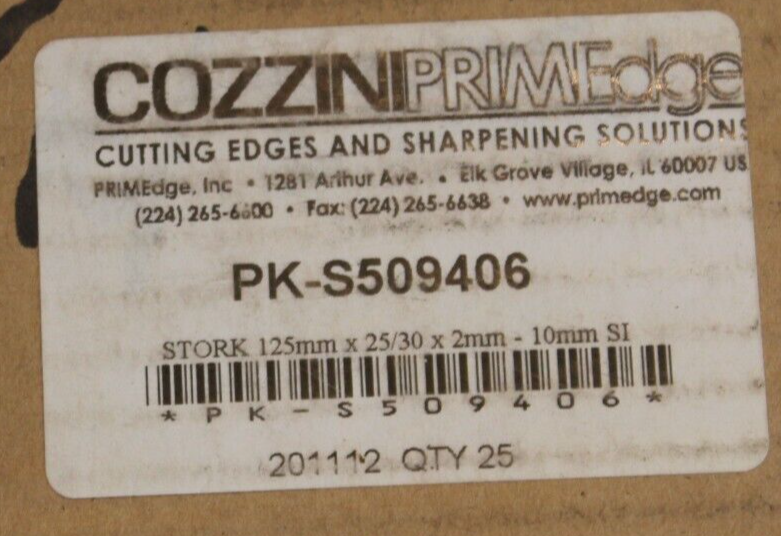 COZZINIPRIMEdge
CUTTING EDGES AND SHARPENING SOLUTIONS
PRIMEdge, Inc • 1281 Arthur Ave. • Elk Grove Village, IL 60007 US
(224) 265-6600 • Fax: (224) 265-6638 • www.primedge.com
PK-S509406
STORK 125mm x 25/30 x 2mm - 10mm SI
*PK-S509406*
201112 QTY 25